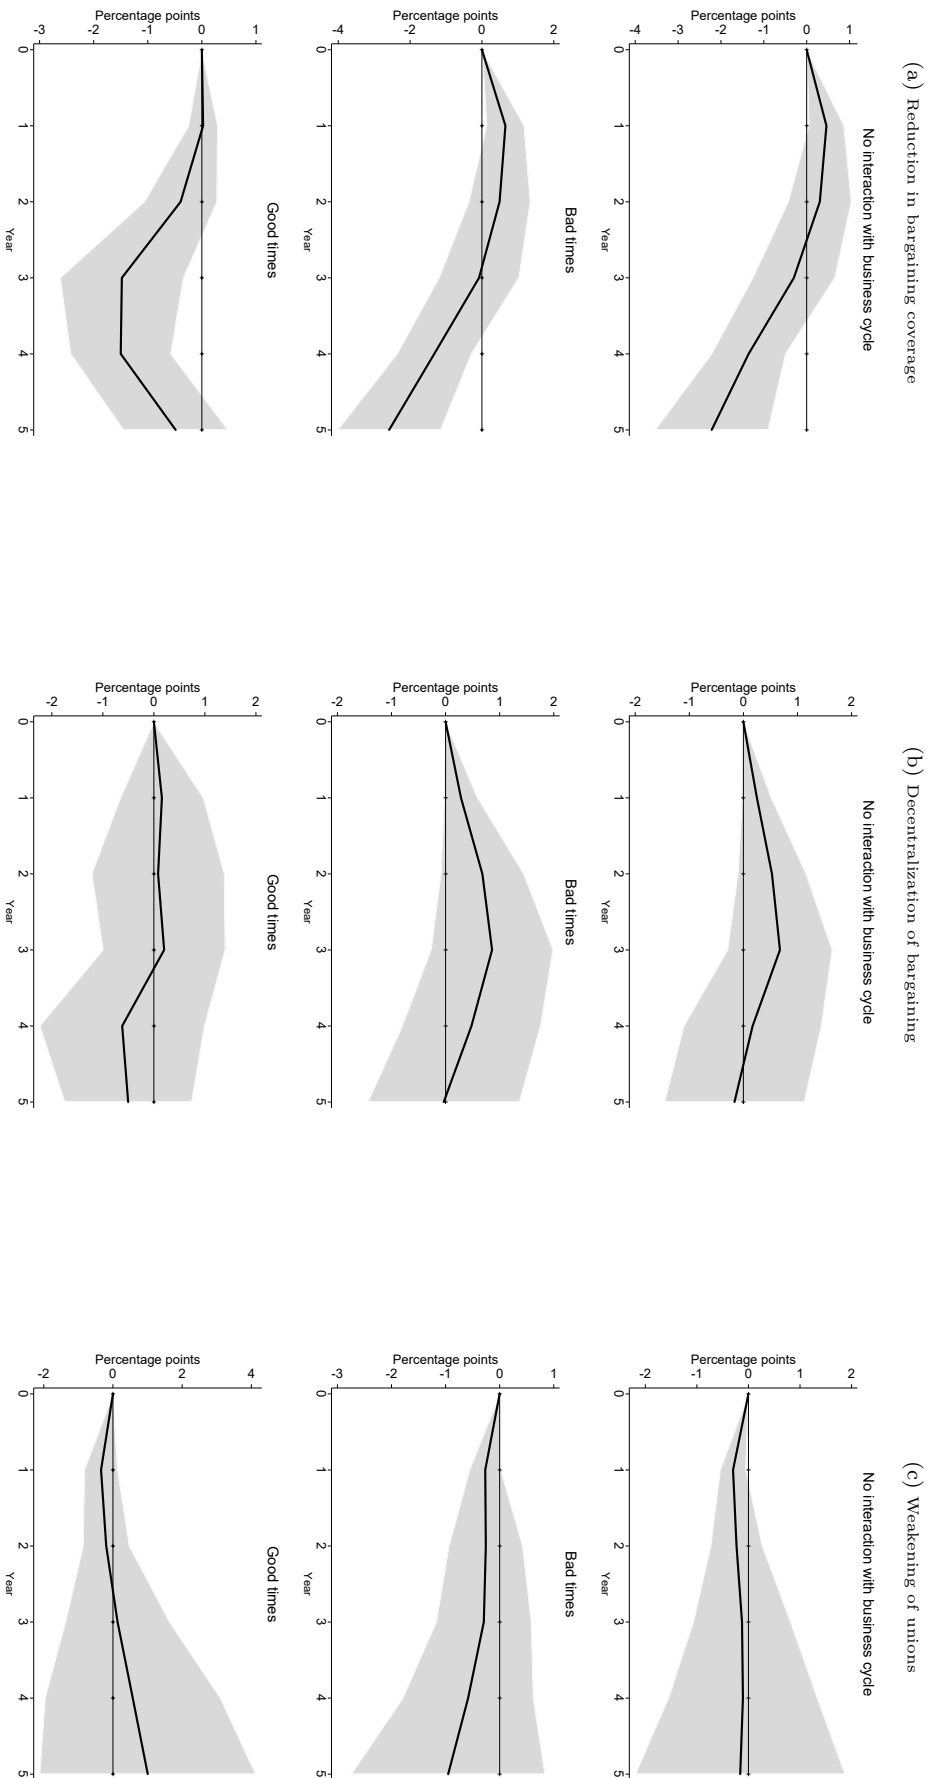 (a) Reduction in bargaining coverage
No interaction with business cycle
Percentage points
-4 -3 -2 -1 0 1
0 1 2 3 4 5
Year
Bad times
Percentage points
-4 -2 0 2
0 1 2 3 4 5
Year
Good times
Percentage points
-3 -2 -1 0 1
0 1 2 3 4 5
Year
(b) Decentralization of bargaining
No interaction with business cycle
Percentage points
-2 -1 0 1 2
0 1 2 3 4 5
Year
Bad times
Percentage points
-2 -1 0 1 2
0 1 2 3 4 5
Year
Good times
Percentage points
-2 -1 0 1 2
0 1 2 3 4 5
Year
(c) Weakening of unions
No interaction with business cycle
Percentage points
-2 -1 0 1 2
0 1 2 3 4 5
Year
Bad times
Percentage points
-3 -2 -1 0 1
0 1 2 3 4 5
Year
Good times
Percentage points
-2 0 2 4
0 1 2 3 4 5
Year